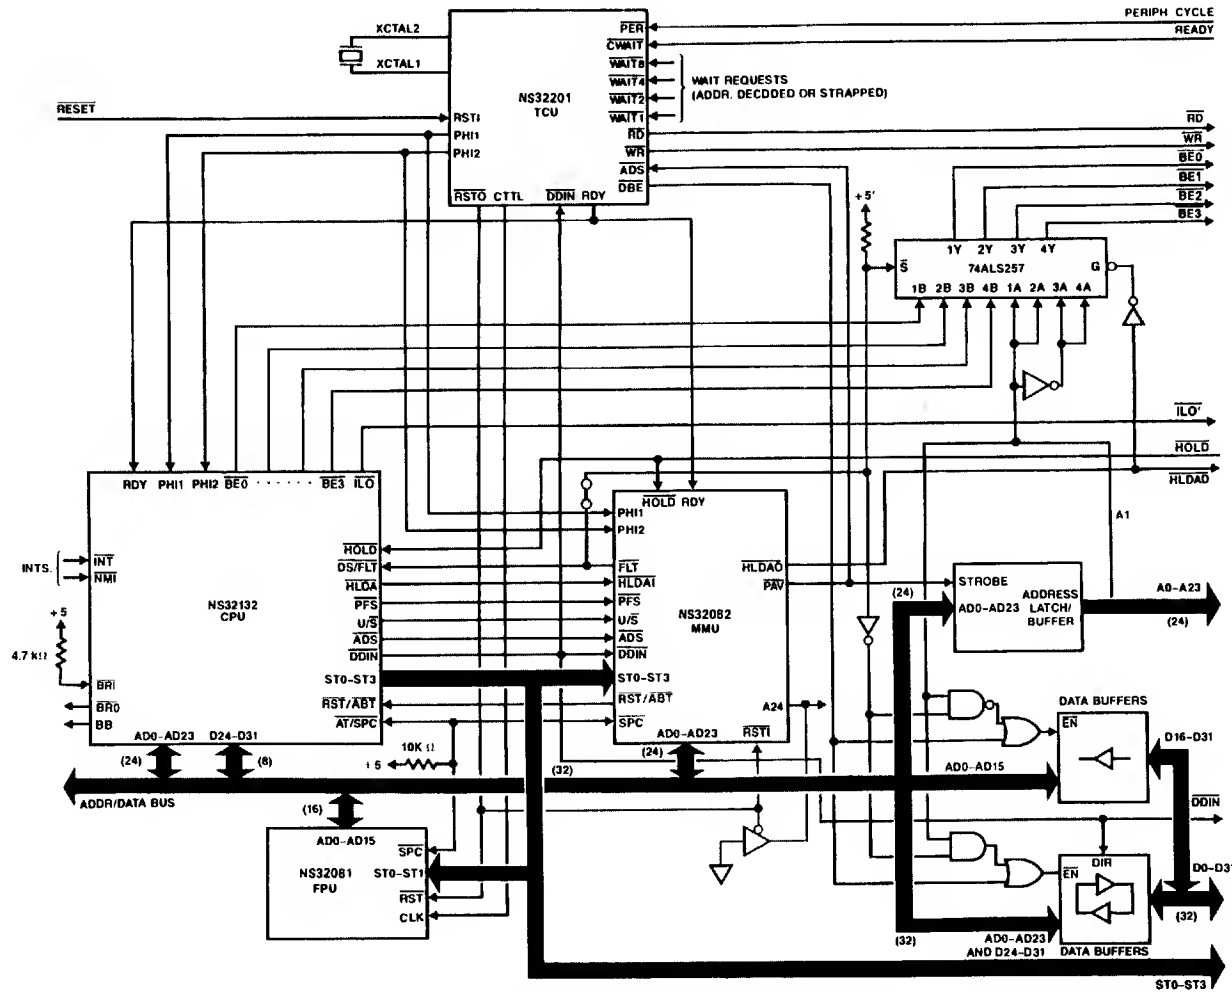 XCTAL2
XCTAL1
RESET
RSTI
PHI1
PHI2
NS32201
TCU
PER
CWAIT
WAIT8
WAIT4
WAIT2
WAIT1
RD
WR
ADS
DBE
RSTO CTTL DDIN RDY
WAIT REQUESTS
(ADDR. DECDDED OR STRAPPED)
PERIPH CYCLE
READY
RD
WR
BE0
BE1
BE2
BE3
+5'
1Y 2Y 3Y 4Y
S 74ALS257 G
1B 2B 3B 4B 1A 2A 3A 4A
ILO'
HOLD
HLDAD
A1
RDY PHI1 PHI2 BE0 · · · · · · BE3 ILO
INTS.
INT
NMI
NS32132
CPU
+5
4.7 kΩ
BRI
BR0
BB
HOLD
DS/FLT
HLDA
PFS
U/S
ADS
DDIN
ST0-ST3
RST/ABT
AT/SPC
AD0-AD23 D24-D31
(24) (8)
HOLD RDY
PHI1
PHI2
FLT
HLDAI
PFS
U/S
ADS
DDIN
ST0-ST3
RST/ABT
SPC
NS32082
MMU
HLDAO
PAV
A24
RSTI
AD0-AD23
(24)
10K Ω
+5
(32)
ADDR/DATA BUS
(16)
AD0-AD15
NS32081
FPU
SPC
ST0-ST1
RST
CLK
STROBE
AD0-AD23
ADDRESS
LATCH/
BUFFER
(24)
A0-A23
(24)
DATA BUFFERS
EN
D16-D31
AD0-AD15
DDIN
DIR
EN
D0-D31
(32)
(32)
AD0-AD23
AND D24-D31
DATA BUFFERS
ST0-ST3